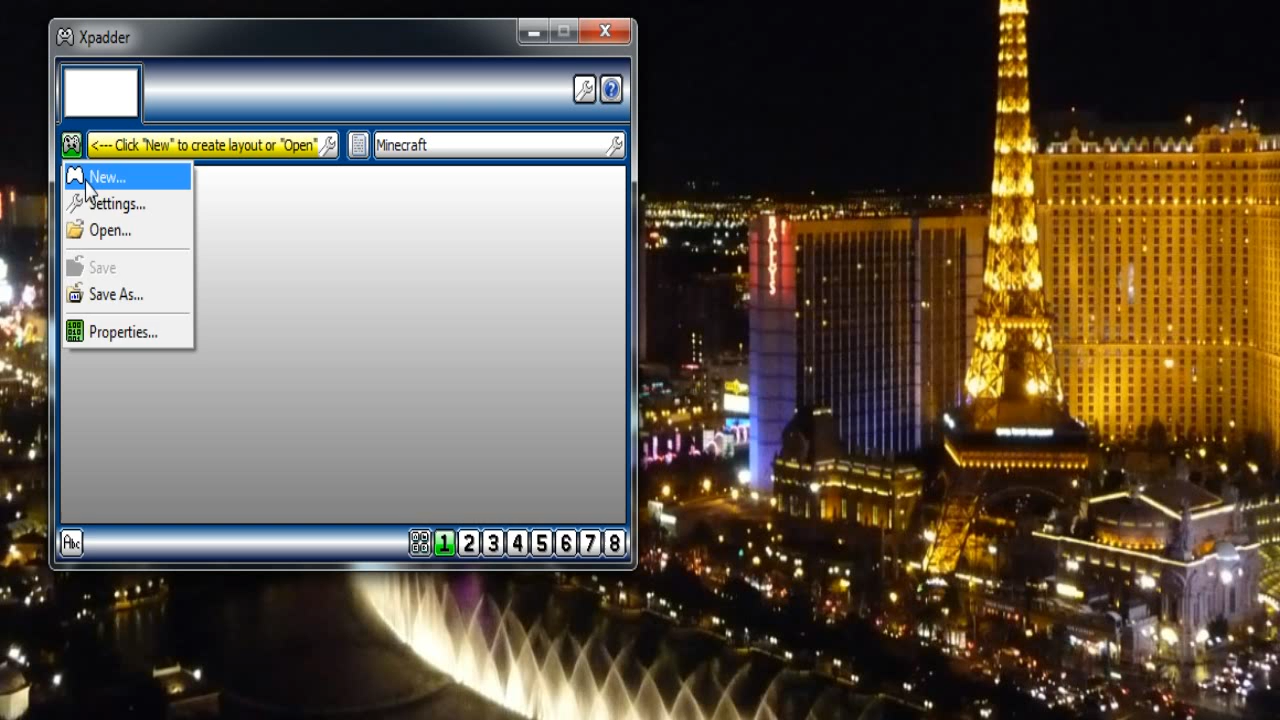 Xpadder
<--- Click "New" to create layout or "Open"
Minecraft
New...
Settings...
Open...
Save
Save As...
Properties...
Abc
1 2 3 4 5 6 7 8
BALLYS